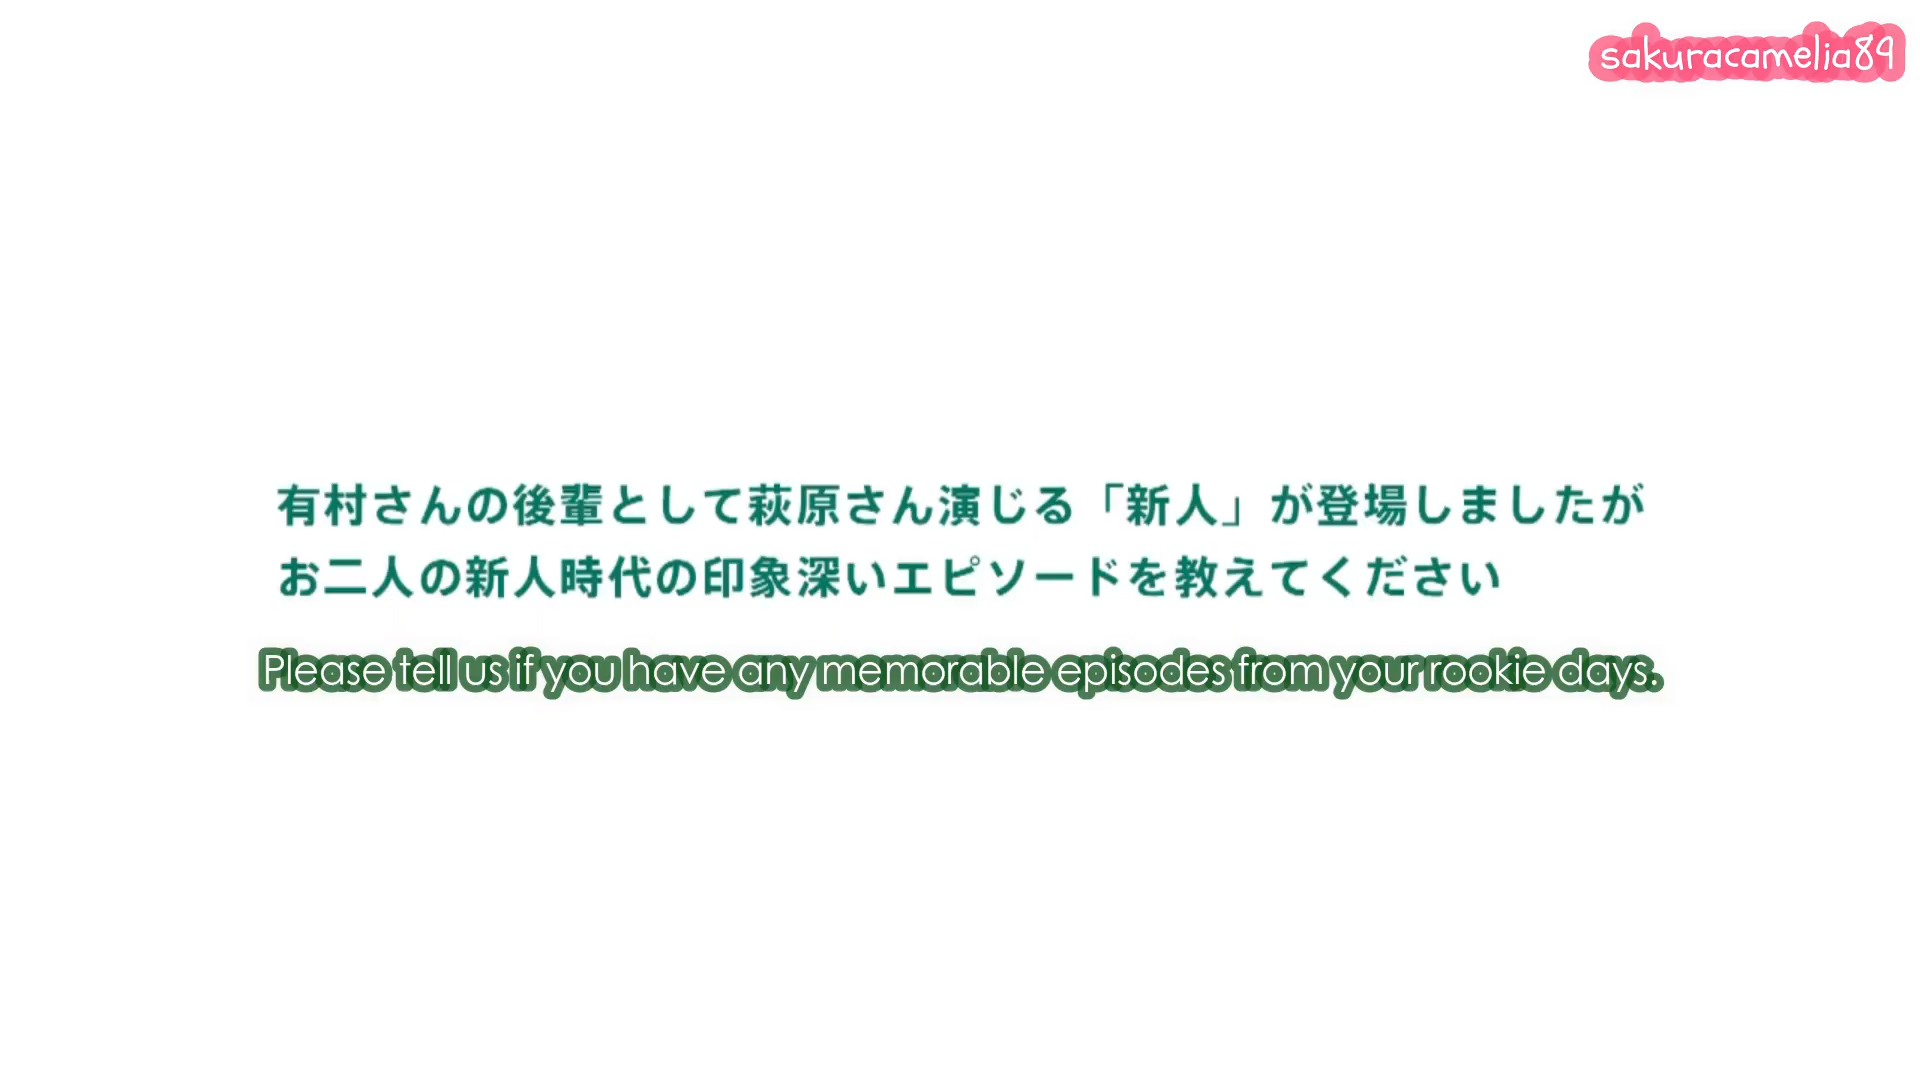 sakuracamelia89
有村さんの後輩として萩原さん演じる「新人」が登場しましたが
お二人の新人時代の印象深いエピソードを教えてください
Please tell us if you have any memorable episodes from your rookie days.